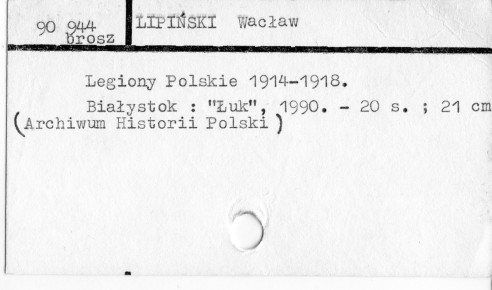 90 944 LIPIŃSKI Wacław
brosz
Legiony Polskie 1914-1918.
Białystok : "Łuk", 1990. - 20 s. ; 21 cm
(Archiwum Historii Polski)